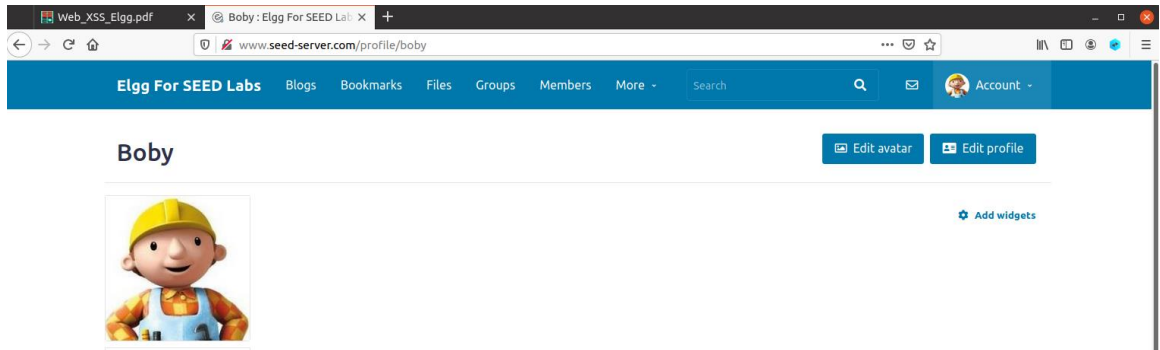 Web_XSS_Elgg.pdf
Boby : Elgg For SEED Lab
www.seed-server.com/profile/boby
Elgg For SEED Labs Blogs Bookmarks Files Groups Members More Search Account
Boby
Edit avatar Edit profile
Add widgets